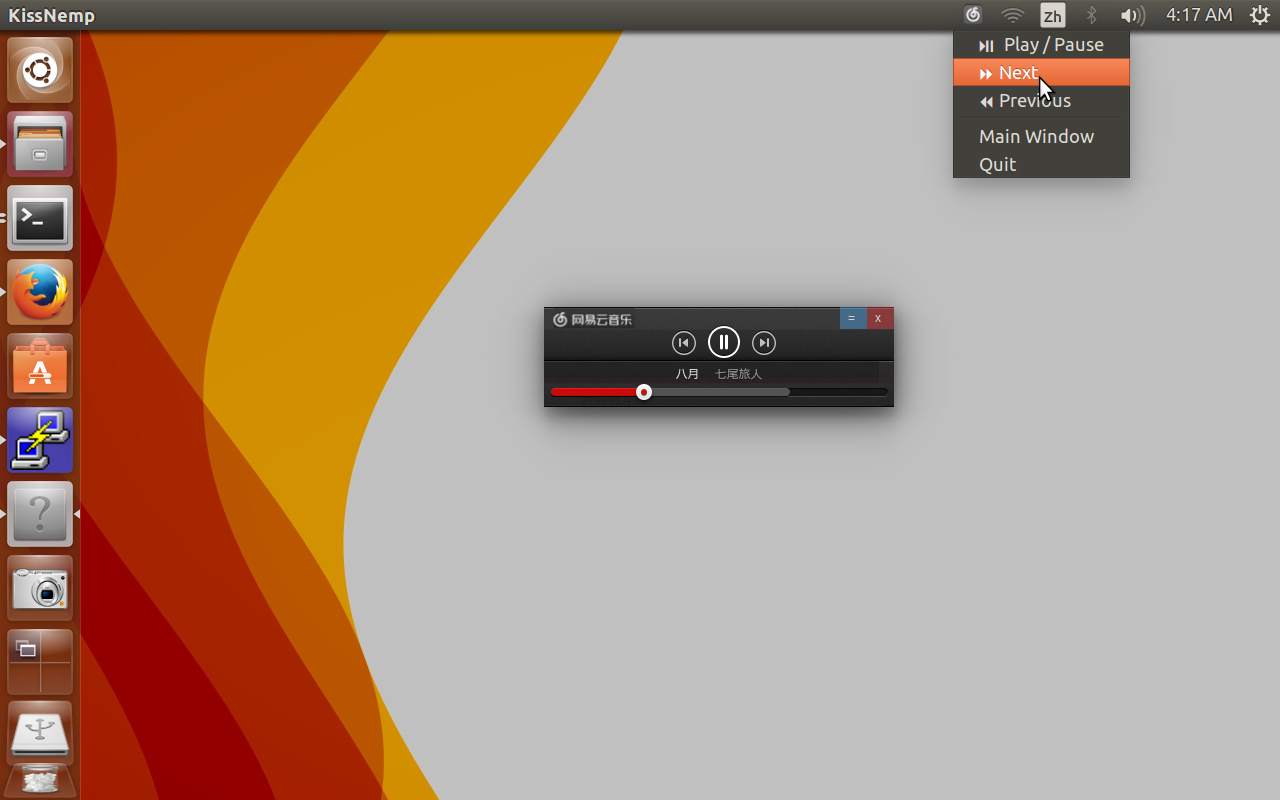 KissNemp
Zh
4:17 AM
Play / Pause
Next
Previous
Main Window
Quit
网易云音乐
= x
八月 七尾旅人
>_
A
?